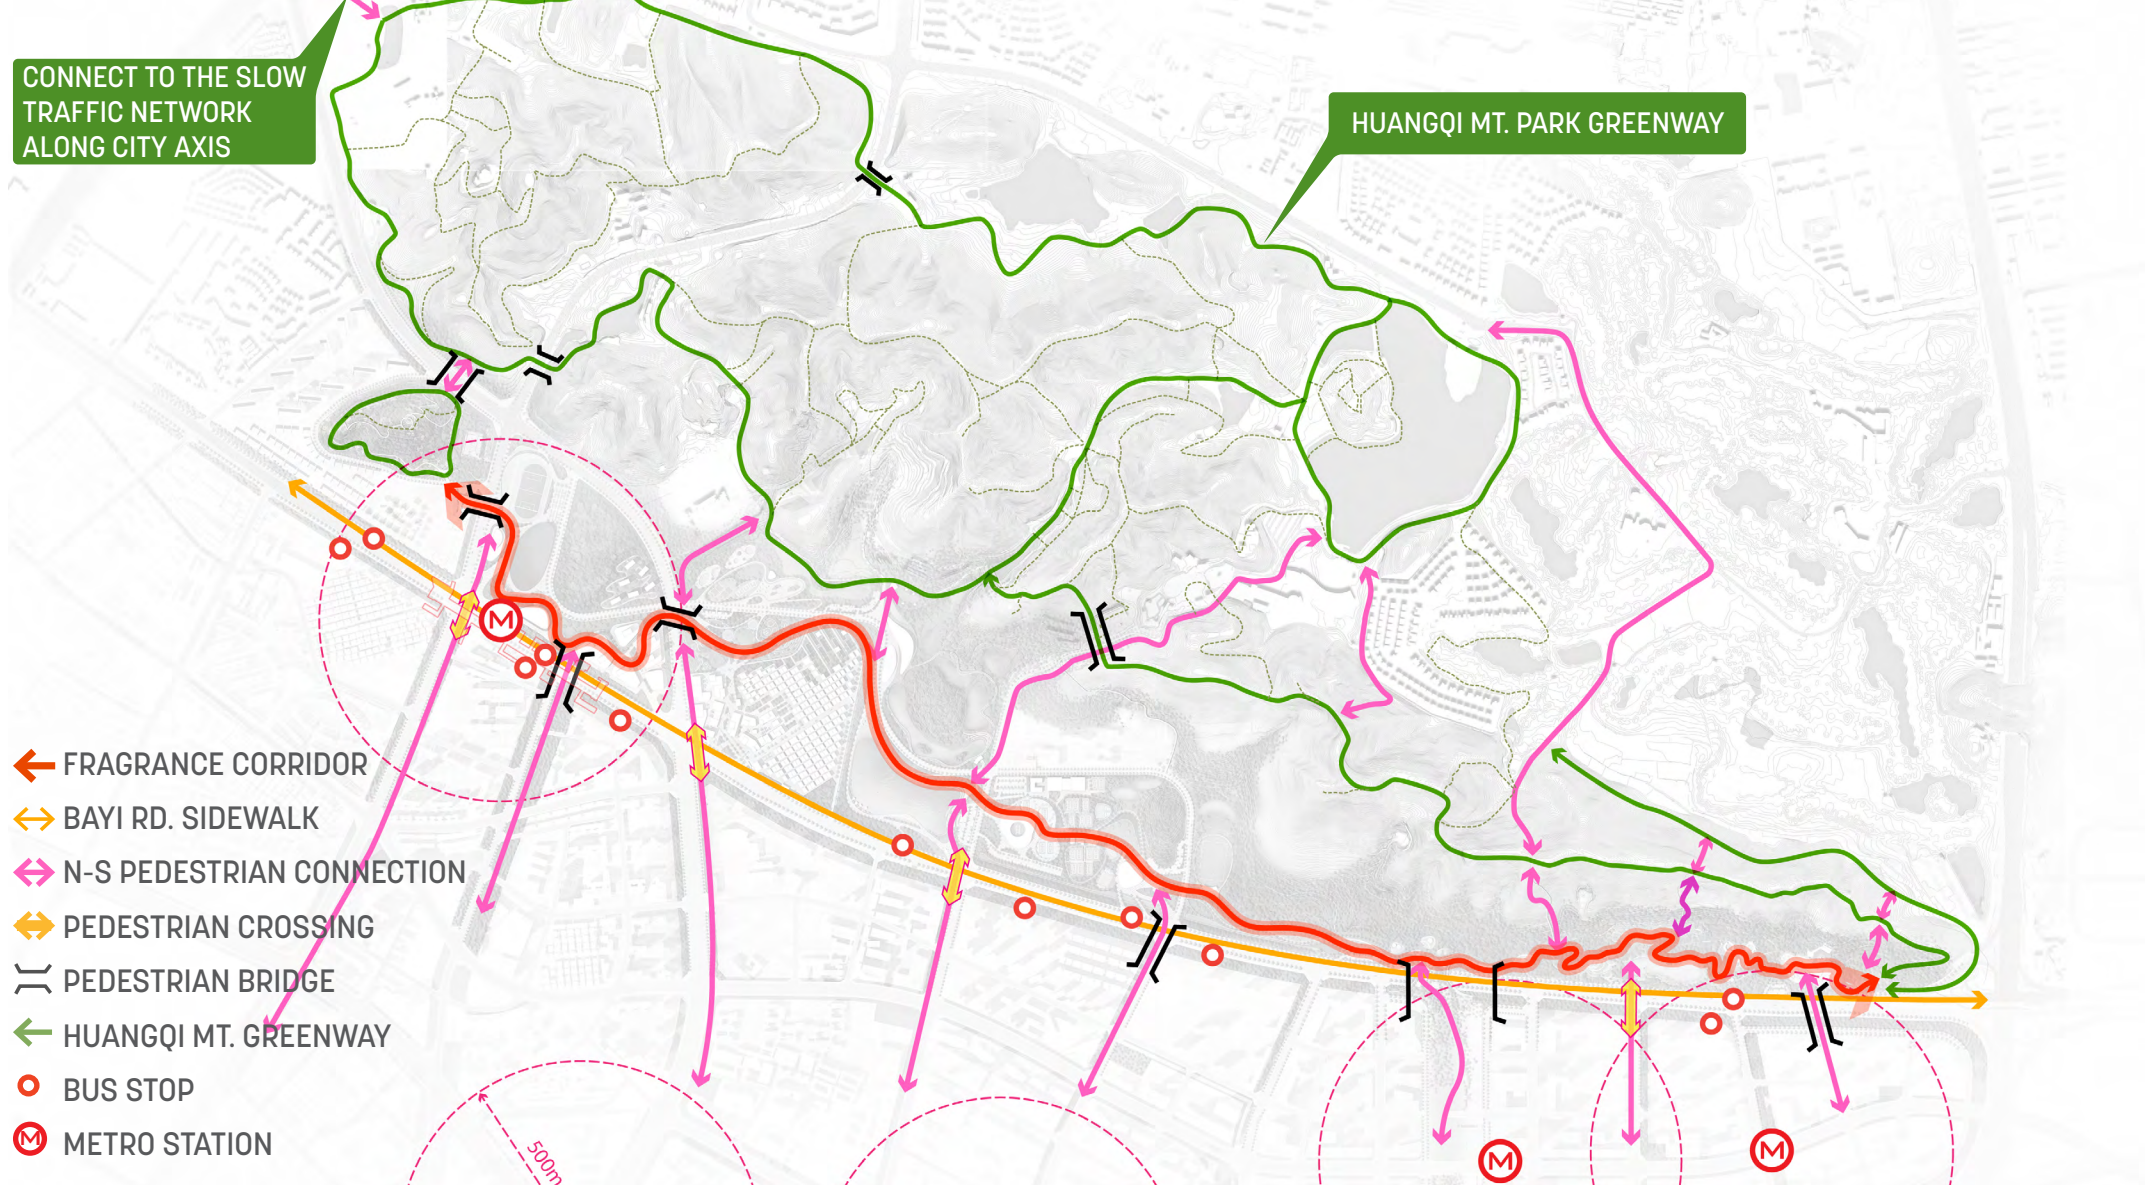 CONNECT TO THE SLOW
TRAFFIC NETWORK
ALONG CITY AXIS
HUANGQI MT. PARK GREENWAY
M
FRAGRANCE CORRIDOR
BAYI RD. SIDEWALK
N-S PEDESTRIAN CONNECTION
PEDESTRIAN CROSSING
PEDESTRIAN BRIDGE
HUANGQI MT. GREENWAY
BUS STOP
M METRO STATION
500m
M
M